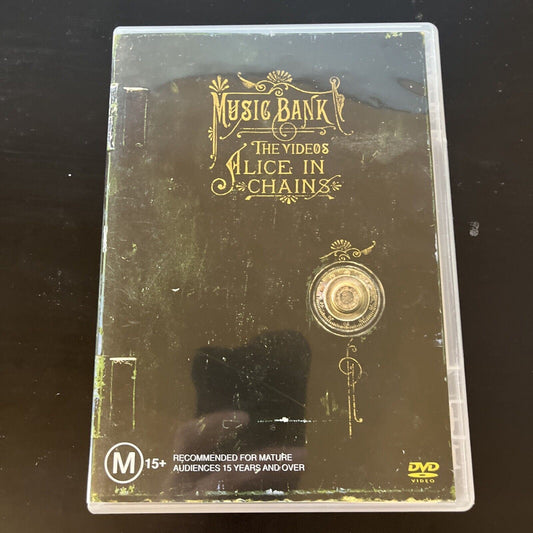 MUSIC BANK
THE VIDEOS
ALICE IN
CHAINS
M 15+
RECOMMENDED FOR MATURE
AUDIENCES 15 YEARS AND OVER
DVD
VIDEO